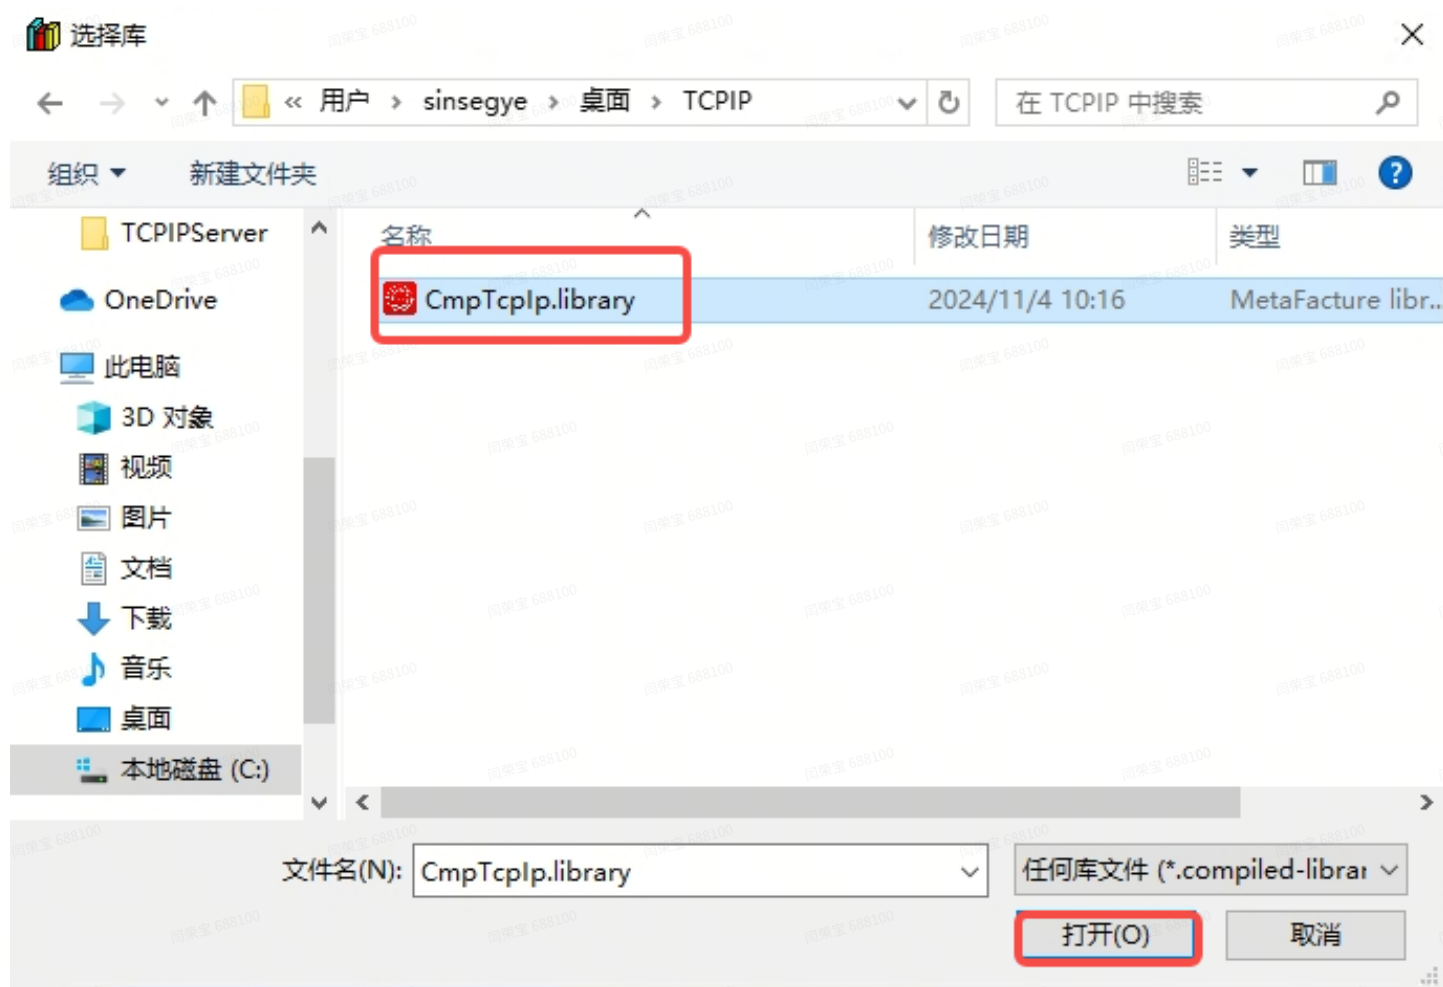 选择库
« 用户 › sinsegye › 桌面 › TCPIP
在 TCPIP 中搜索
组织
新建文件夹
TCPIPServer
OneDrive
此电脑
3D 对象
视频
图片
文档
下载
音乐
桌面
本地磁盘 (C:)
名称
修改日期
类型
CmpTcpIp.library
2024/11/4 10:16
MetaFacture libr...
文件名(N):
CmpTcpIp.library
任何库文件 (*.compiled-librar
打开(O)
取消
闫荣宝 688100